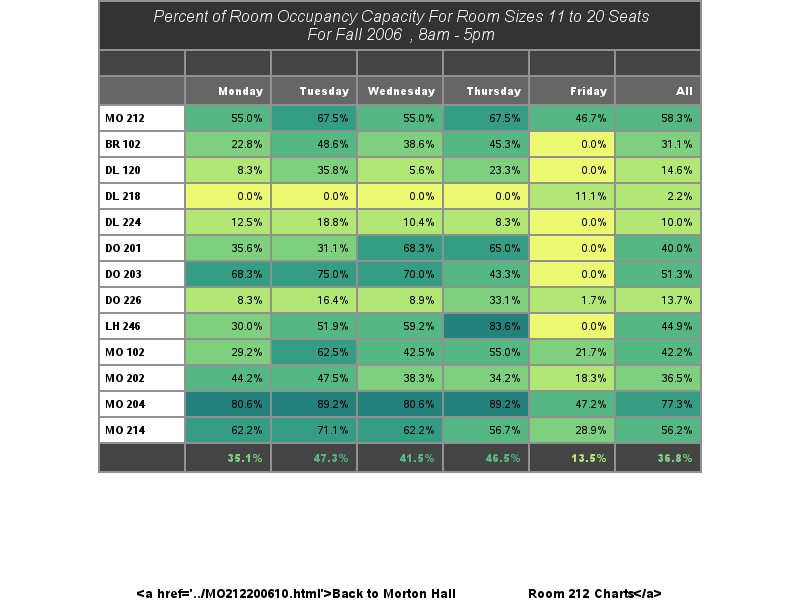 Percent of Room Occupancy Capacity For Room Sizes 11 to 20 Seats
For Fall 2006 , 8am - 5pm
Monday Tuesday Wednesday Thursday Friday All
MO 212 55.0% 67.5% 55.0% 67.5% 46.7% 58.3%
BR 102 22.8% 48.6% 38.6% 45.3% 0.0% 31.1%
DL 120 8.3% 35.8% 5.6% 23.3% 0.0% 14.6%
DL 218 0.0% 0.0% 0.0% 0.0% 11.1% 2.2%
DL 224 12.5% 18.8% 10.4% 8.3% 0.0% 10.0%
DO 201 35.6% 31.1% 68.3% 65.0% 0.0% 40.0%
DO 203 68.3% 75.0% 70.0% 43.3% 0.0% 51.3%
DO 226 8.3% 16.4% 8.9% 33.1% 1.7% 13.7%
LH 246 30.0% 51.9% 59.2% 83.6% 0.0% 44.9%
MO 102 29.2% 62.5% 42.5% 55.0% 21.7% 42.2%
MO 202 44.2% 47.5% 38.3% 34.2% 18.3% 36.5%
MO 204 80.6% 89.2% 80.6% 89.2% 47.2% 77.3%
MO 214 62.2% 71.1% 62.2% 56.7% 28.9% 56.2%
35.1% 47.3% 41.5% 46.5% 13.5% 36.8%
<a href='../MO212200610.html'>Back to Morton Hall Room 212 Charts</a>